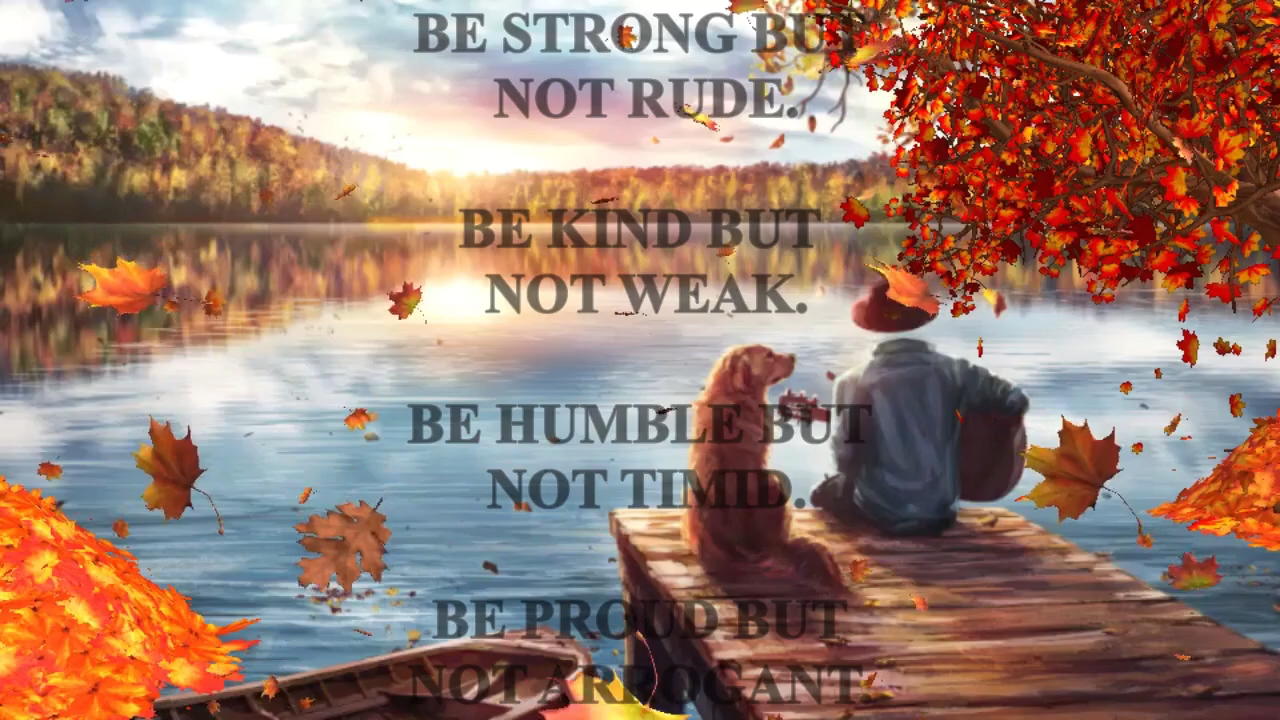 BE STRONG BUT
NOT RUDE.
BE KIND BUT
NOT WEAK.
BE HUMBLE BUT
NOT TIMID.
BE PROUD BUT
NOT ARROGANT.